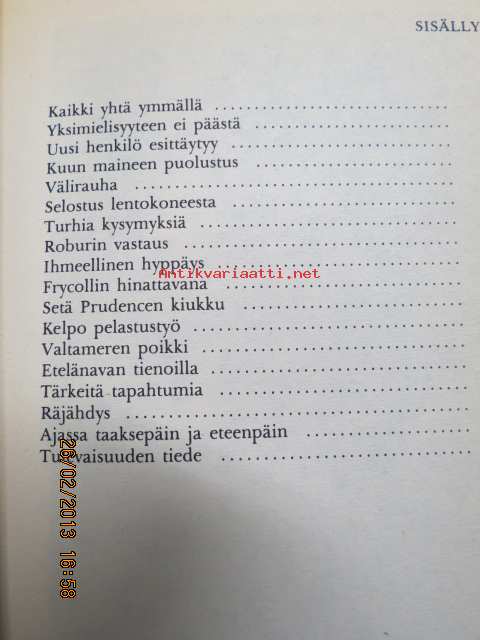 SISÄLLY
Kaikki yhtä ymmällä
Yksimielisyyteen ei päästä
Uusi henkilö esittäytyy
Kuun maineen puolustus
Välirauha
Selostus lentokoneesta
Turhia kysymyksiä
Roburin vastaus
Ihmeellinen hyppäys
Antikvariaatti.net
Frycollin hinattavana
Setä Prudencen kiukku
Kelpo pelastustyö
Valtameren poikki
Etelänavan tienoilla
Tärkeitä tapahtumia
Räjähdys
Ajassa taaksepäin ja eteenpäin
Tulevaisuuden tiede
26/02/2013 16:58